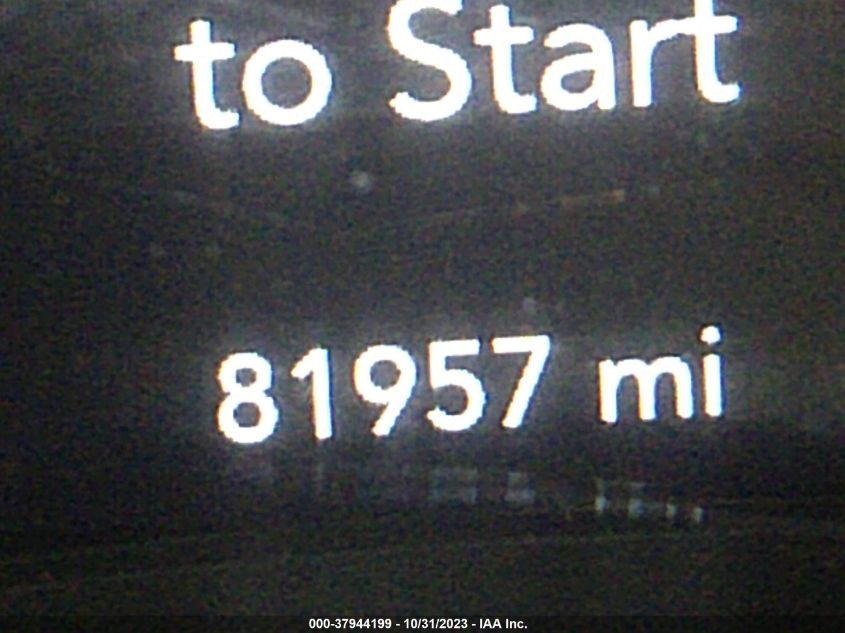 to Start
81957 mi
000-37944199 - 10/31/2023 - IAA Inc.